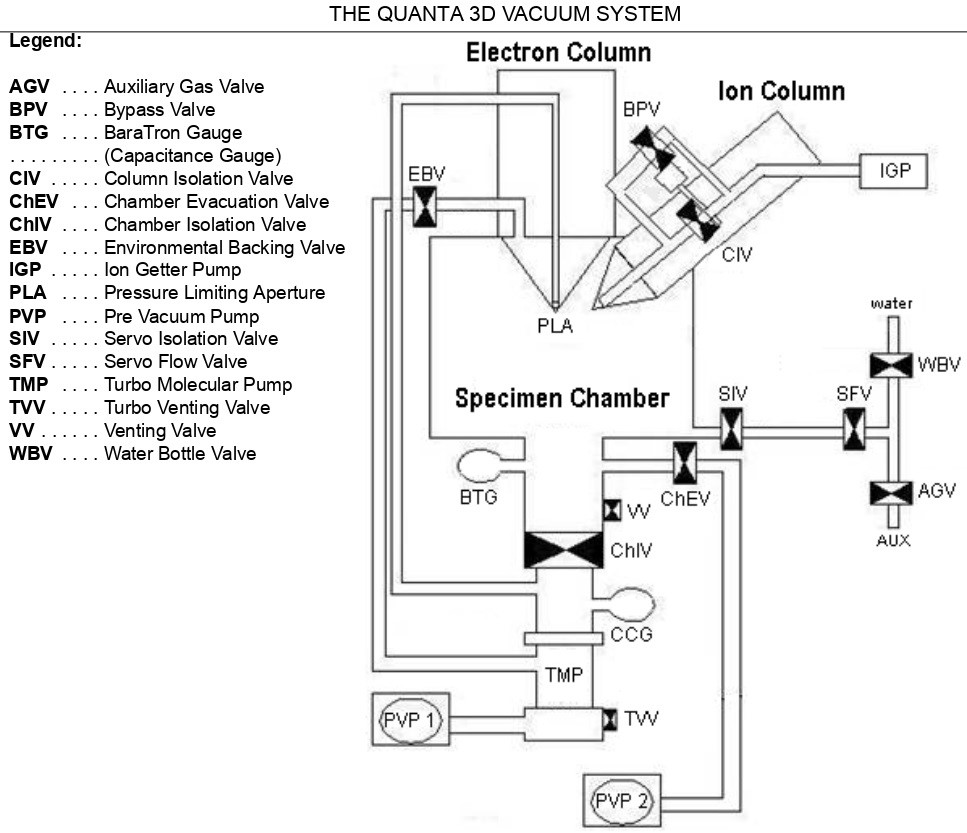 THE QUANTA 3D VACUUM SYSTEM
Legend:
AGV . . . . Auxiliary Gas Valve
BPV . . . . Bypass Valve
BTG . . . . BaraTron Gauge
. . . . . . . . . (Capacitance Gauge)
CIV . . . . . Column Isolation Valve
ChEV . . . Chamber Evacuation Valve
ChIV . . . . Chamber Isolation Valve
EBV . . . . Environmental Backing Valve
IGP . . . . . Ion Getter Pump
PLA . . . . Pressure Limiting Aperture
PVP . . . . Pre Vacuum Pump
SIV . . . . . Servo Isolation Valve
SFV . . . . . Servo Flow Valve
TMP . . . . Turbo Molecular Pump
TVV . . . . . Turbo Venting Valve
VV . . . . . . Venting Valve
WBV . . . . Water Bottle Valve
Electron Column
Ion Column
BPV
IGP
EBV
CIV
PLA
water
WBV
Specimen Chamber
SIV
SFV
BTG
ChEV
AGV
VV
ChIV
AUX
CCG
TMP
PVP 1
TVV
PVP 2